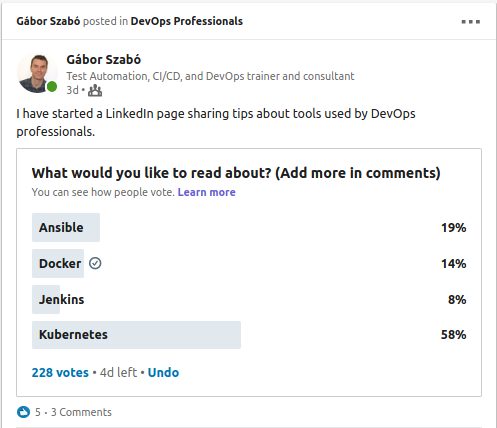 Gábor Szabó posted in DevOps Professionals
Gábor Szabó
Test Automation, CI/CD, and DevOps trainer and consultant
3d •
I have started a LinkedIn page sharing tips about tools used by DevOps
professionals.
What would you like to read about? (Add more in comments)
You can see how people vote. Learn more
Ansible 19%
Docker 14%
Jenkins 8%
Kubernetes 58%
228 votes • 4d left • Undo
5 • 3 Comments